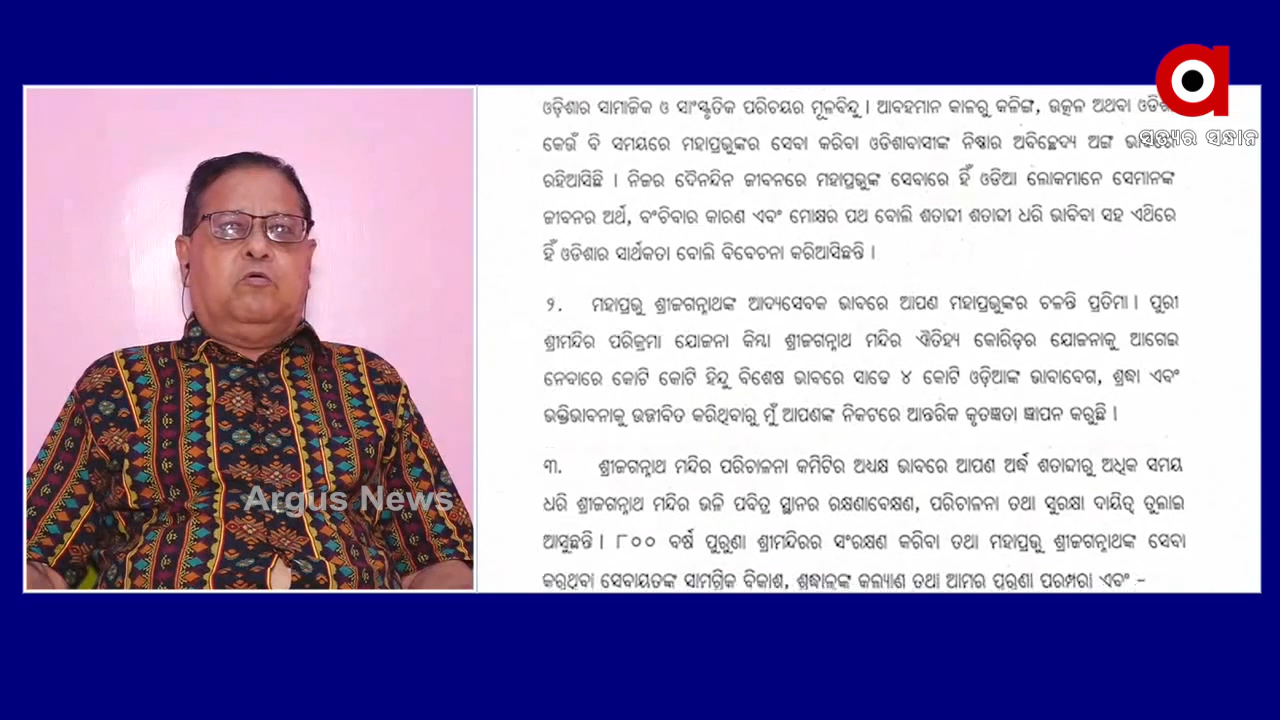 ସତ୍ୟର ସନ୍ଧାନ
ଓଡ଼ିଶାର ସାମାଜିକ ଓ ସାଂସ୍କୃତିକ ପରିଚୟର ମୂଳବିନ୍ଦୁ । ଆବହମାନ କାଳରୁ କଳିଙ୍ଗ, ଉତ୍କଳ ଅଥବା
କେଉଁ ବି ସମୟରେ ମହାପ୍ରଭୁଙ୍କର ସେବା କରିବା ଓଡିଶାବାସୀଙ୍କ ନିଷ୍ଠାର ଅବିଚ୍ଛେଦ୍ୟ ଅଙ୍ଗ
ରହିଆସିଛି । ନିଜର ଦୈନନ୍ଦିନ ଜୀବନରେ ମହାପ୍ରଭୁଙ୍କ ସେବାରେ ହିଁ ଓଡିଆ ଲୋକମାନେ ସେମାନଙ୍କ
ଜୀବନର ଅର୍ଥ, ବଂଚିବାର କାରଣ ଏବଂ ମୋକ୍ଷର ପଥ ବୋଲି ଶତାବ୍ଦୀ ଶତାବ୍ଦୀ ଧରି ଭାବିବା ସହ ଏଥିରେ
ହିଁ ଓଡିଶାର ସାର୍ଥକତା ବୋଲି ବିବେଚନା କରିଆସିଛନ୍ତି ।
୨. ମହାପ୍ରଭୁ ଶ୍ରୀଜଗନ୍ନାଥଙ୍କ ଆଦ୍ୟସେବକ ଭାବରେ ଆପଣ ମହାପ୍ରଭୁଙ୍କର ଚଳନ୍ତି ପ୍ରତିମା । ପୁରୀ
ଶ୍ରୀମନ୍ଦିର ପରିକ୍ରମା ଯୋଜନା କିମ୍ବା ଶ୍ରୀଜଗନ୍ନାଥ ମନ୍ଦିର ଐତିହ୍ୟ କୋରିଡ଼ର ଯୋଜନାକୁ ଆଗେଇ
ନେବାରେ କୋଟି କୋଟି ହିନ୍ଦୁ ବିଶେଷ ଭାବରେ ସାଢେ ୪ କୋଟି ଓଡ଼ିଆଙ୍କ ଭାବାବେଗ, ଶ୍ରଦ୍ଧା ଏବଂ
ଭକ୍ତିଭାବନାକୁ ଉଜ୍ଜୀବିତ କରିଥିବାରୁ ମୁଁ ଆପଣଙ୍କ ନିକଟରେ ଆନ୍ତରିକ କୃତଜ୍ଞତା ଜ୍ଞାପନ କରୁଛି ।
୩. ଶ୍ରୀଜଗନ୍ନାଥ ମନ୍ଦିର ପରିଚାଳନା କମିଟିର ଅଧ୍ୟକ୍ଷ ଭାବରେ ଆପଣ ଅର୍ଦ୍ଧ ଶତାବ୍ଦୀରୁ ଅଧିକ ସମୟ
ଧରି ଶ୍ରୀଜଗନ୍ନାଥ ମନ୍ଦିର ଭଳି ପବିତ୍ର ସ୍ଥାନର ରକ୍ଷଣାବେକ୍ଷଣ, ପରିଚାଳନା ତଥା ସୁରକ୍ଷା ଦାୟିତ୍ୱ ତୁଲାଇ
ଆସୁଛନ୍ତି । ୮୦୦ ବର୍ଷ ପୁରୁଣା ଶ୍ରୀମନ୍ଦିରର ସଂରକ୍ଷଣ କରିବା ତଥା ମହାପ୍ରଭୁ ଶ୍ରୀଜଗନ୍ନାଥଙ୍କ ସେବା
କରୁଥିବା ସେବାୟତଙ୍କ ସାମଗ୍ରିକ ବିକାଶ, ଶ୍ରଦ୍ଧାଳୁଙ୍କ କଲ୍ୟାଣ ତଥା ଆମର ପୁରୁଣା ପରମ୍ପରା ଏବଂ –
Argus News